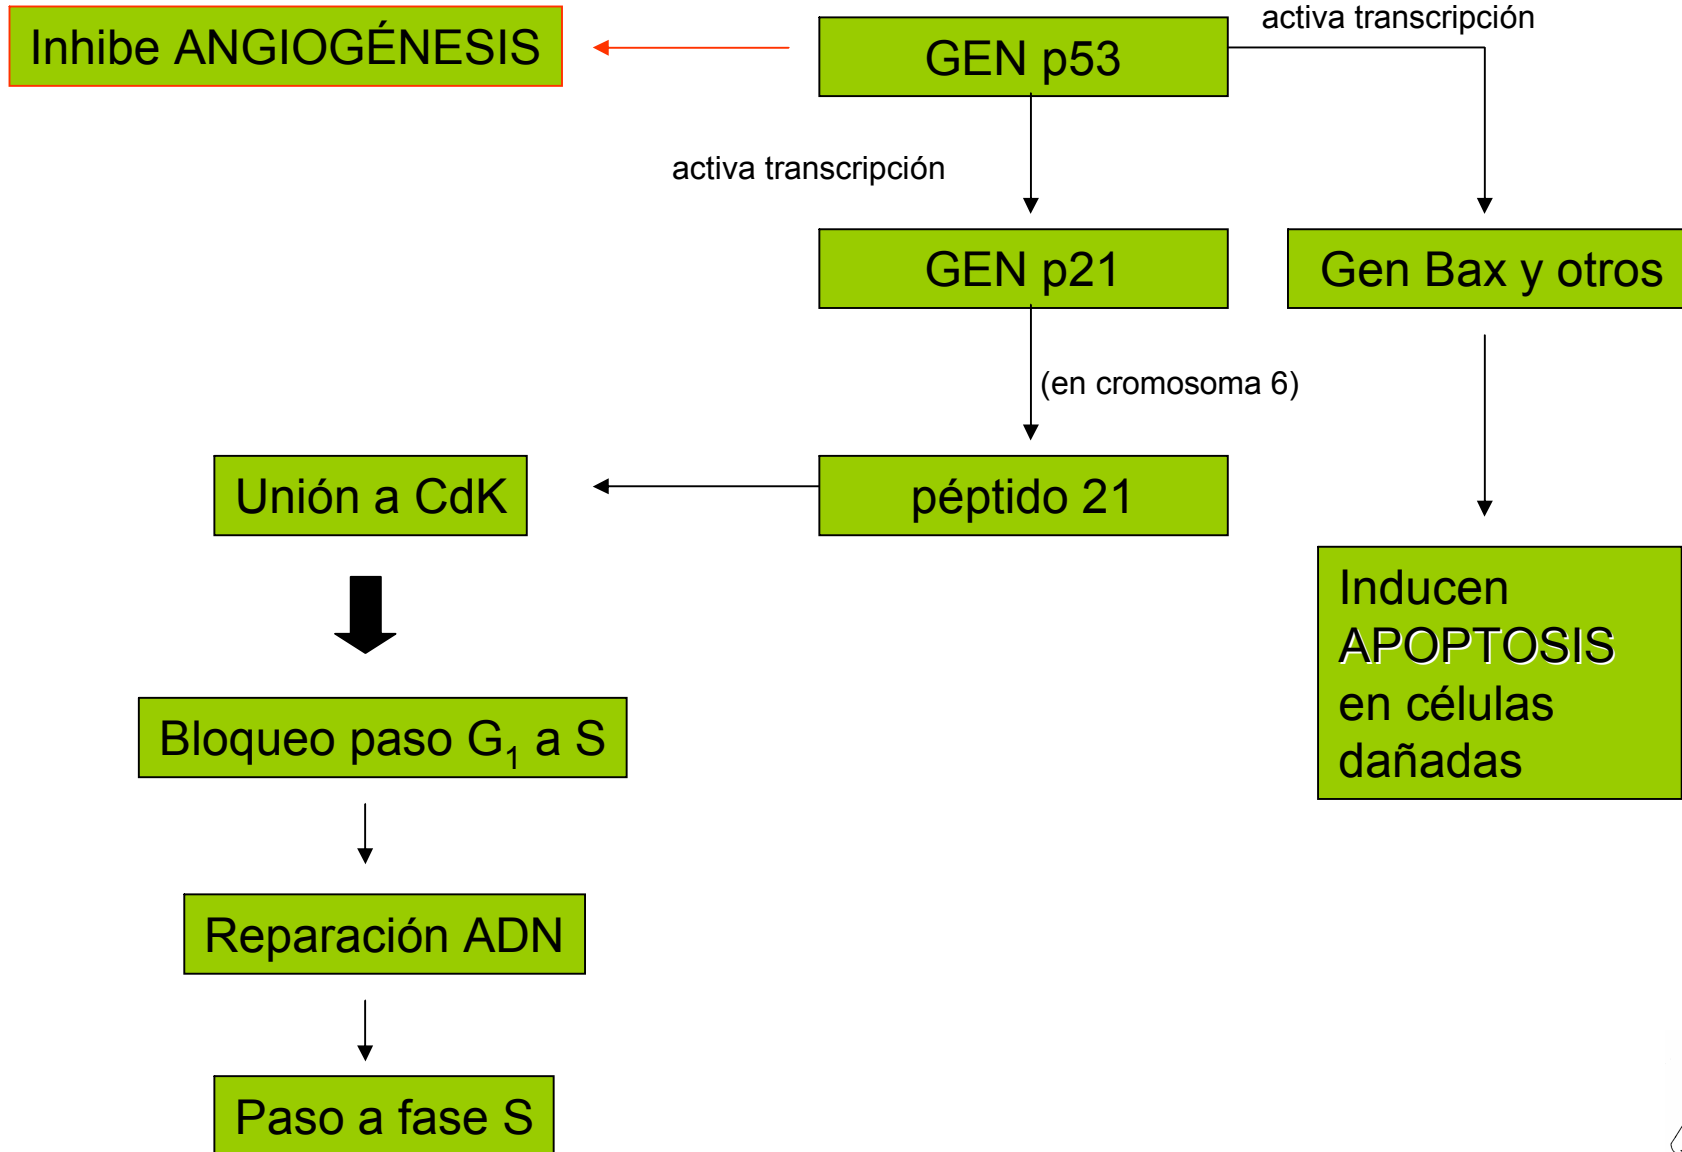 activa transcripción
Inhibe ANGIOGÉNESIS
GEN p53
activa transcripción
GEN p21
Gen Bax y otros
(en cromosoma 6)
Unión a CdK
péptido 21
Inducen
APOPTOSIS
en células
dañadas
Bloqueo paso G₁ a S
Reparación ADN
Paso a fase S